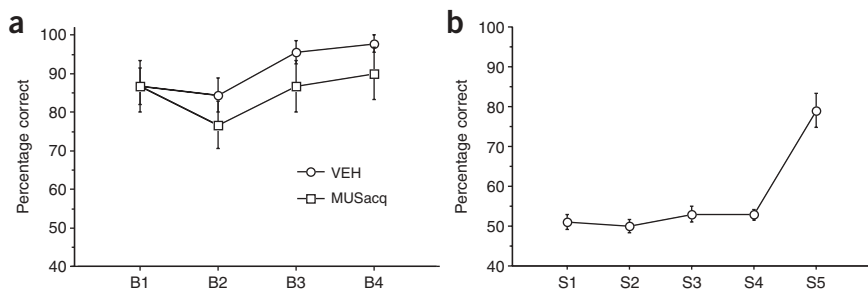 a
Percentage correct
100
90
80
70
60
50
40
B1 B2 B3 B4
VEH
MUSacq
b
Percentage correct
100
90
80
70
60
50
40
S1 S2 S3 S4 S5